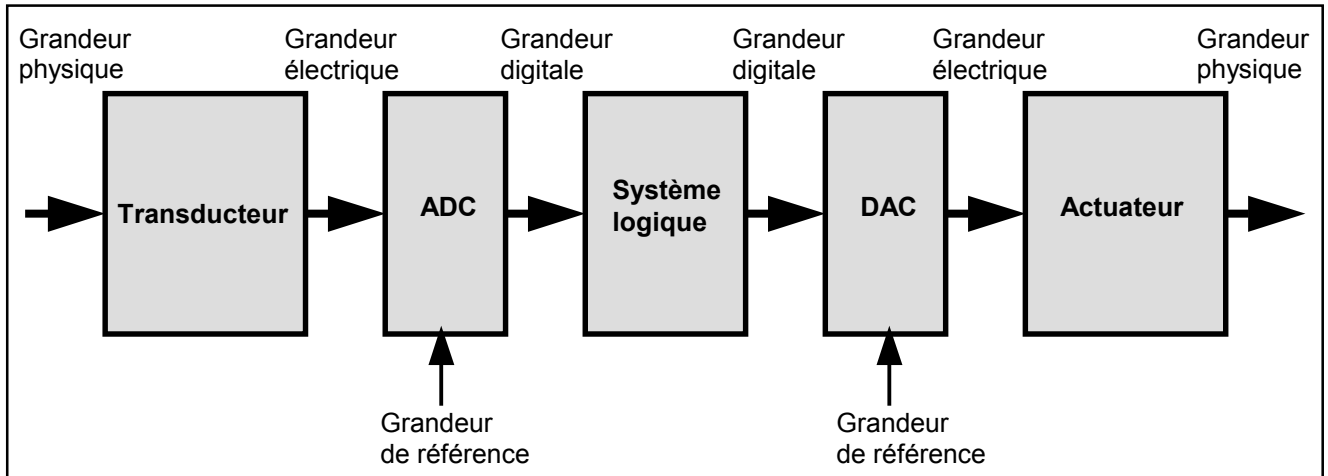 Grandeur
physique
Grandeur
électrique
Grandeur
digitale
Grandeur
digitale
Grandeur
électrique
Grandeur
physique
Transducteur
ADC
Système
logique
DAC
Actuateur
Grandeur
de référence
Grandeur
de référence